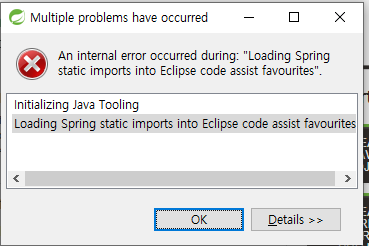 Multiple problems have occurred
An internal error occurred during: "Loading Spring
static imports into Eclipse code assist favourites".
Initializing Java Tooling
Loading Spring static imports into Eclipse code assist favourites
OK
Details >>